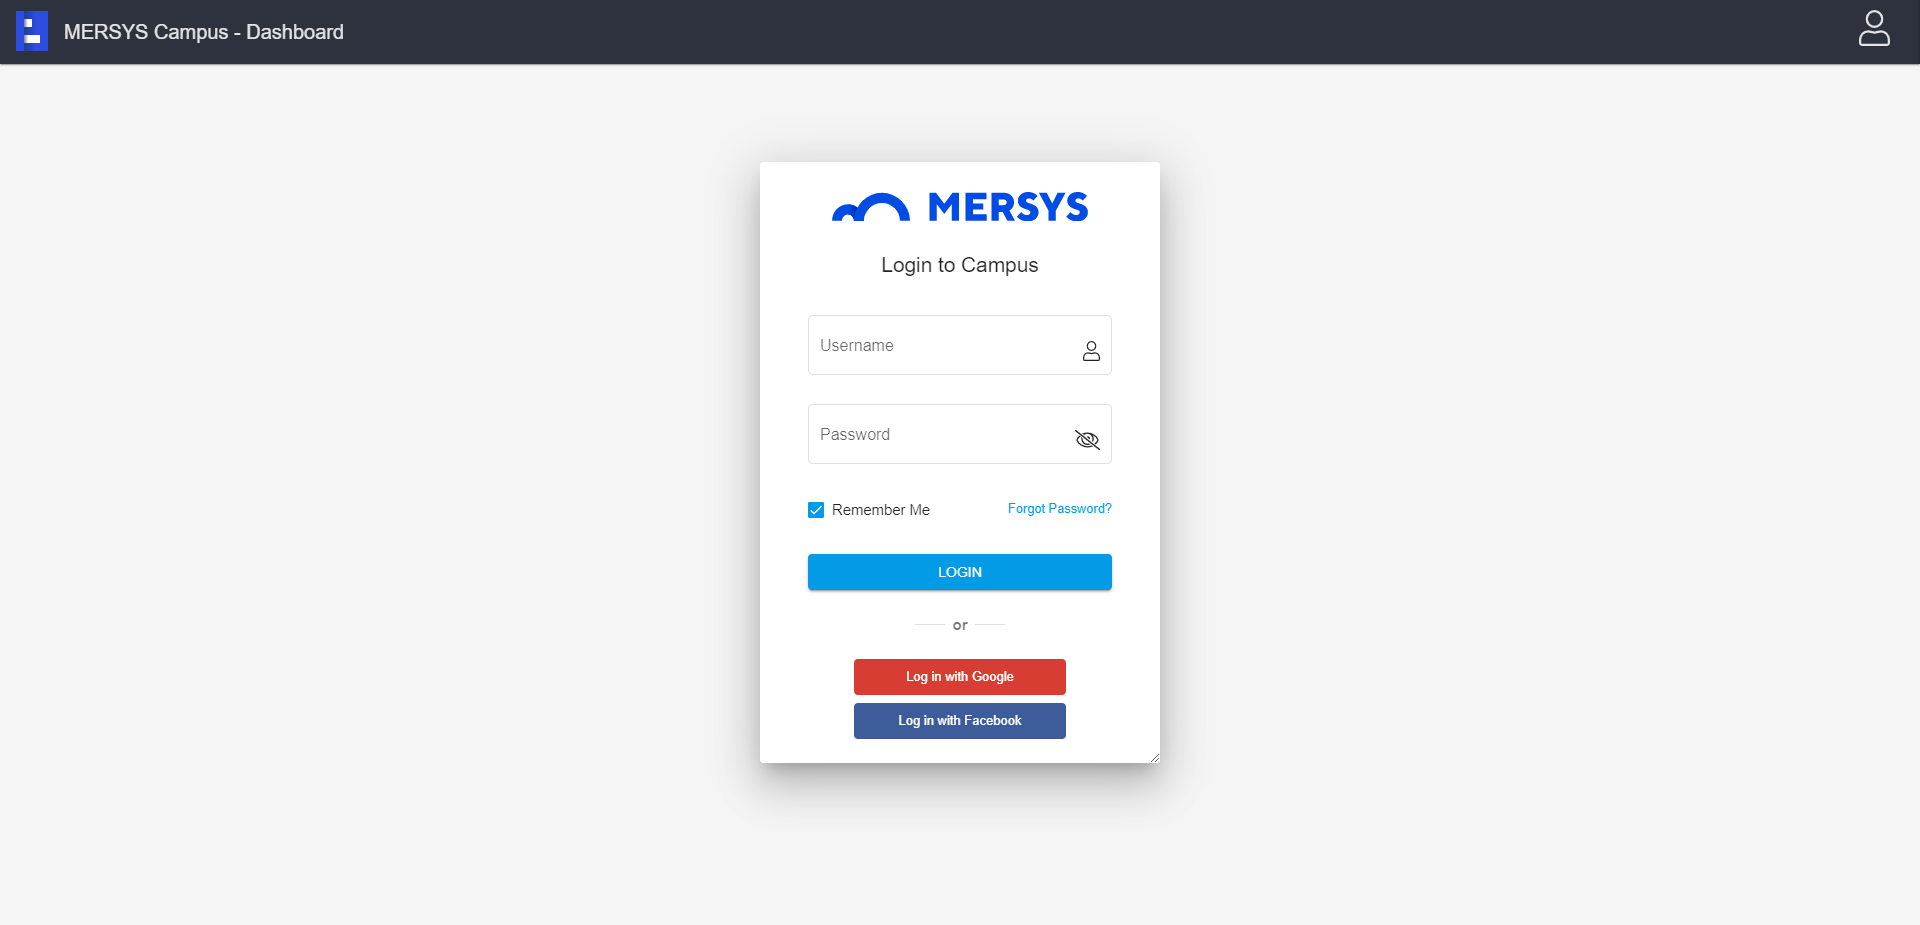 MERSYS Campus - Dashboard
MERSYS
Login to Campus
Username
Password
Remember Me
Forgot Password?
LOGIN
or
Log in with Google
Log in with Facebook